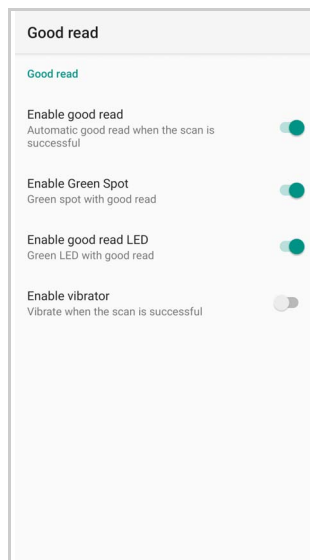 Good read
Good read
Enable good read
Automatic good read when the scan is
successful
Enable Green Spot
Green spot with good read
Enable good read LED
Green LED with good read
Enable vibrator
Vibrate when the scan is successful